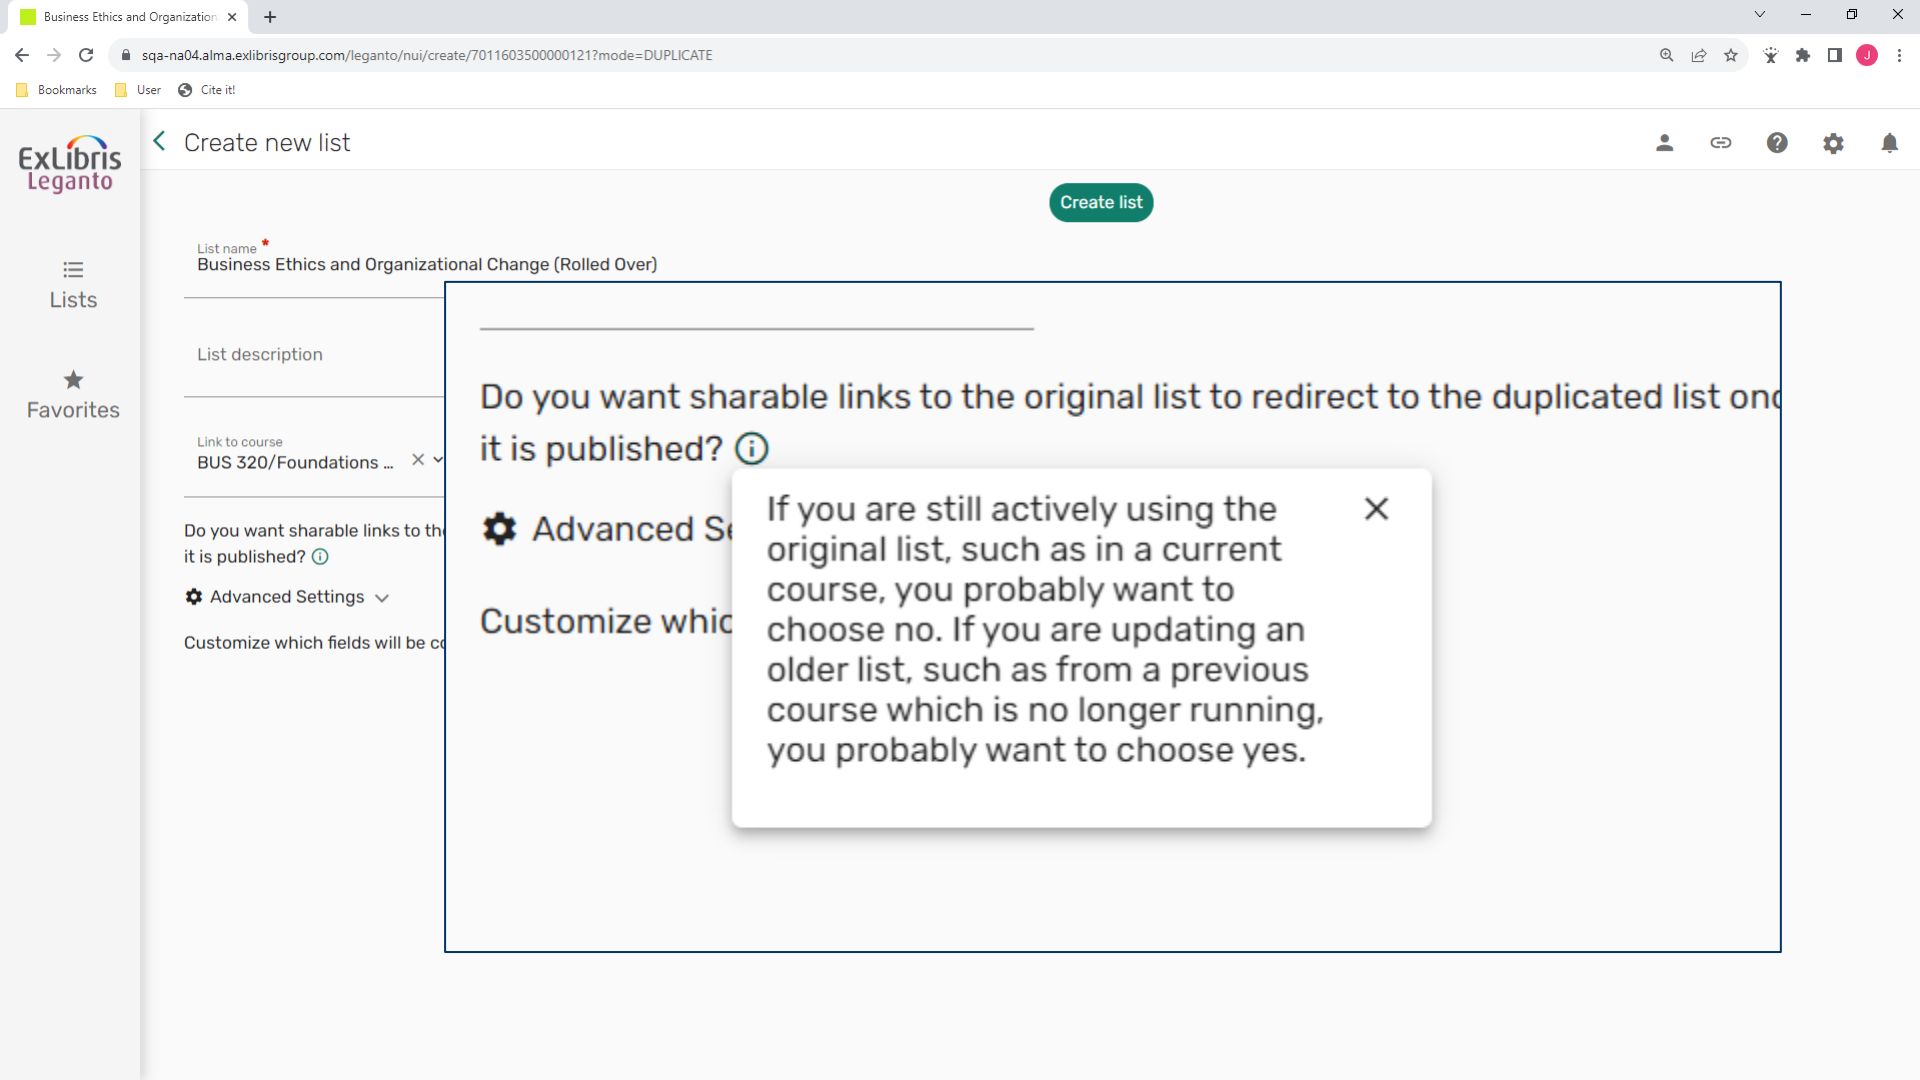 Business Ethics and Organization
sqa-na04.alma.exlibrisgroup.com/leganto/nui/create/7011603500000121?mode=DUPLICATE
J
Bookmarks
User
Cite it!
ExLibris
Leganto
Create new list
Create list
Lists
Favorites
List name *
Business Ethics and Organizational Change (Rolled Over)
List description
Link to course
BUS 320/Foundations ...
Do you want sharable links to the
it is published?
Advanced Settings
Customize which fields will be co
Do you want sharable links to the original list to redirect to the duplicated list onc
it is published?
Advanced Se
Customize whic
If you are still actively using the
original list, such as in a current
course, you probably want to
choose no. If you are updating an
older list, such as from a previous
course which is no longer running,
you probably want to choose yes.